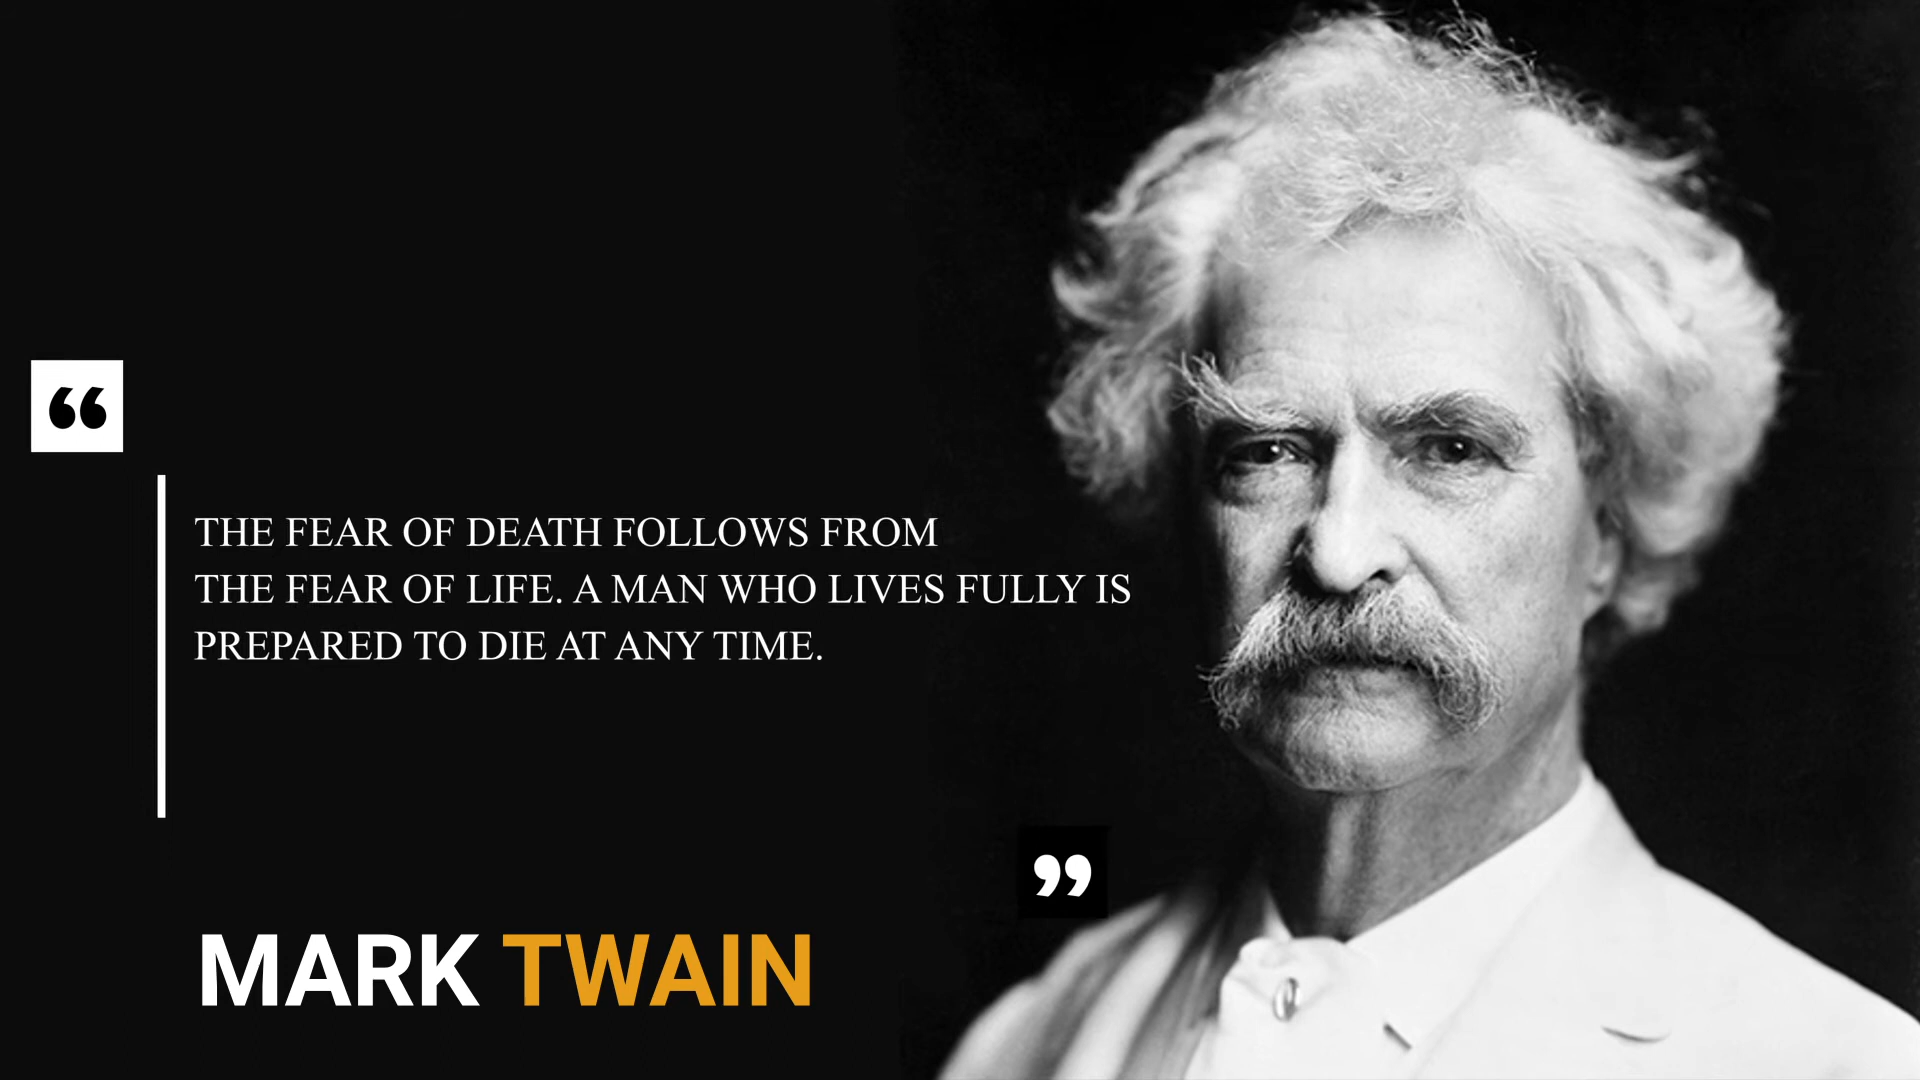 “
THE FEAR OF DEATH FOLLOWS FROM
THE FEAR OF LIFE. A MAN WHO LIVES FULLY IS
PREPARED TO DIE AT ANY TIME.
”
MARK TWAIN